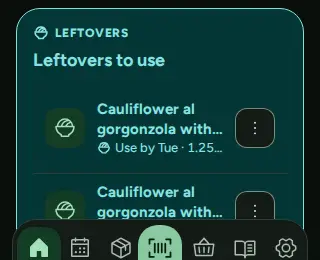 LEFTOVERS
Leftovers to use
Cauliflower al
gorgonzola with...
Use by Tue · 1.25...
Cauliflower al
gorgonzola with...